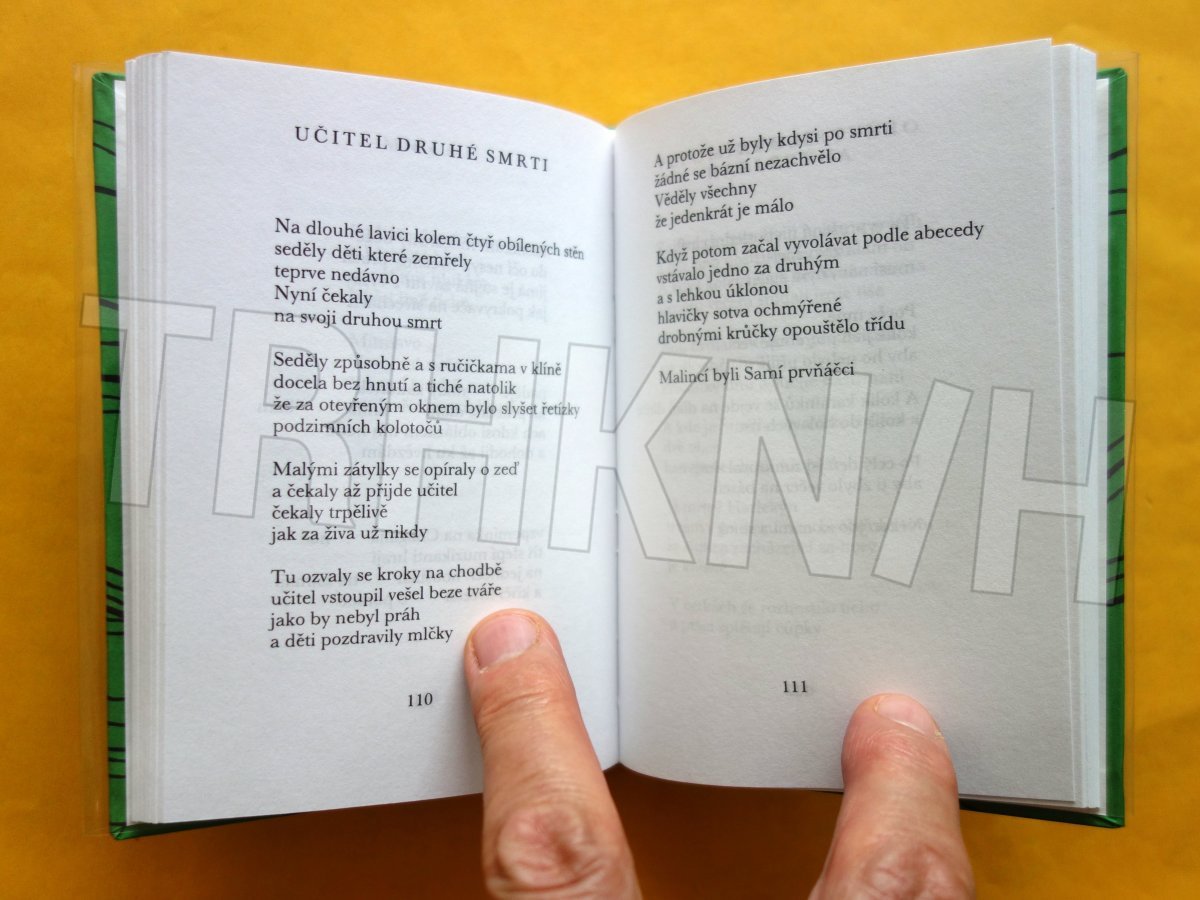 UČITEL DRUHÉ SMRTI
Na dlouhé lavici kolem čtyř obílených stěn
seděly děti které zemřely
teprve nedávno
Nyní čekaly
na svoji druhou smrt
Seděly způsobně a s ručičkama v klíně
docela bez hnutí a tiché natolik
že za otevřeným oknem bylo slyšet řetízky
podzimních kolotočů
Malými zátylky se opíraly o zeď
a čekaly až přijde učitel
čekaly trpělivě
jak za živa už nikdy
Tu ozvaly se kroky na chodbě
učitel vstoupil vešel beze tváře
jako by nebyl práh
a děti pozdravily mlčky
110
A protože už byly kdysi po smrti
žádné se bázní nezachvělo
Věděly všechny
že jedenkrát je málo
Když potom začal vyvolávat podle abecedy
vstávalo jedno za druhým
a s lehkou úklonou
hlavičky sotva ochmýřené
drobnými krůčky opouštělo třídu
Malincí byli Samí prvňáčci
111
TRHKNIH